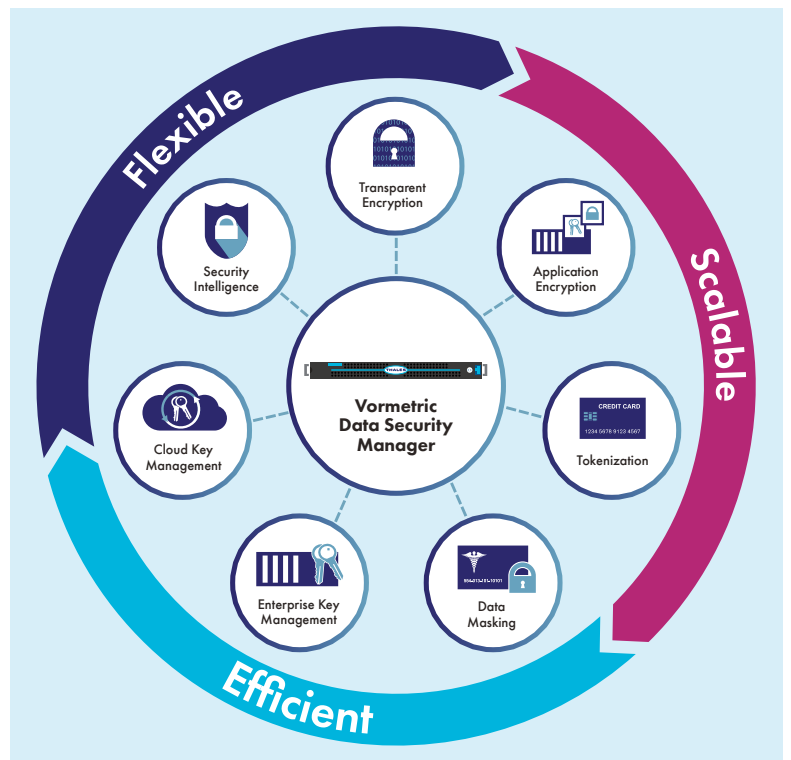 Flexible
Scalable
Efficient
Transparent
Encryption
Application
Encryption
CREDIT CARD
1234 5678 9123 4567
Tokenization
Data
Masking
Enterprise Key
Management
Cloud Key
Management
Security
Intelligence
THALES
Vormetric
Data Security
Manager